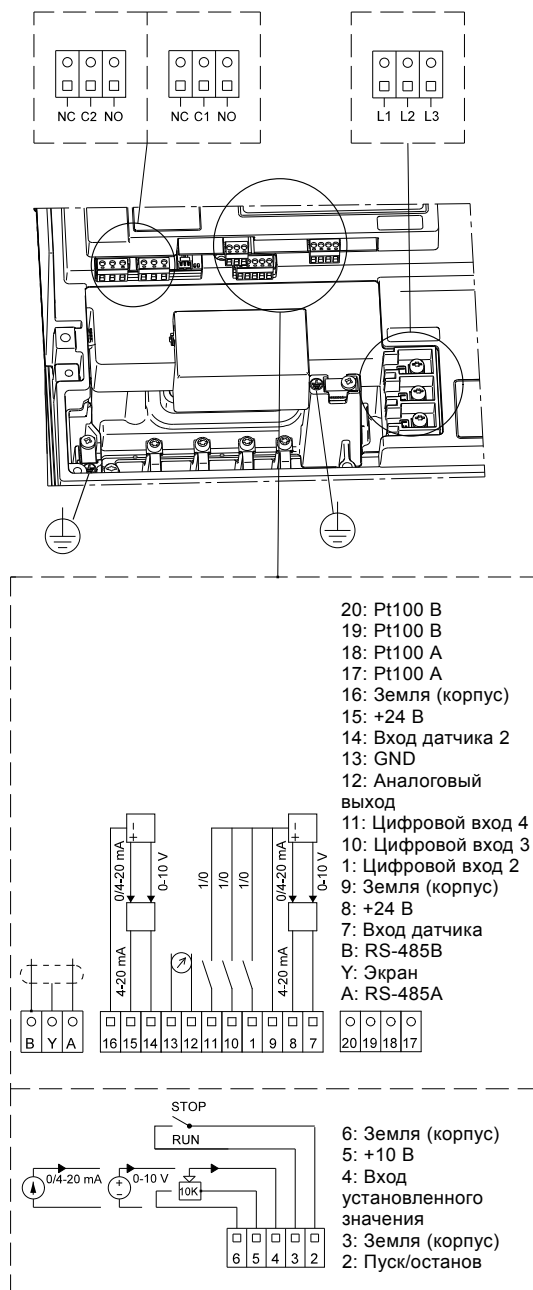 NC C2 NO
NC C1 NO
L1 L2 L3
20: Pt100 B
19: Pt100 B
18: Pt100 A
17: Pt100 A
16: Земля (корпус)
15: +24 В
14: Вход датчика 2
13: GND
12: Аналоговый
выход
11: Цифровой вход 4
10: Цифровой вход 3
1: Цифровой вход 2
9: Земля (корпус)
8: +24 В
7: Вход датчика
B: RS-485B
Y: Экран
A: RS-485A
- +
0/4-20 mA
0-10 V
4-20 mA
1/0
1/0
1/0
- +
0/4-20 mA
0-10 V
4-20 mA
B Y A
16 15 14 13 12 11 10 1 9 8 7
20 19 18 17
STOP
RUN
0/4-20 mA
+ -
0-10 V
10K
6 5 4 3 2
6: Земля (корпус)
5: +10 В
4: Вход
установленного
значения
3: Земля (корпус)
2: Пуск/останов